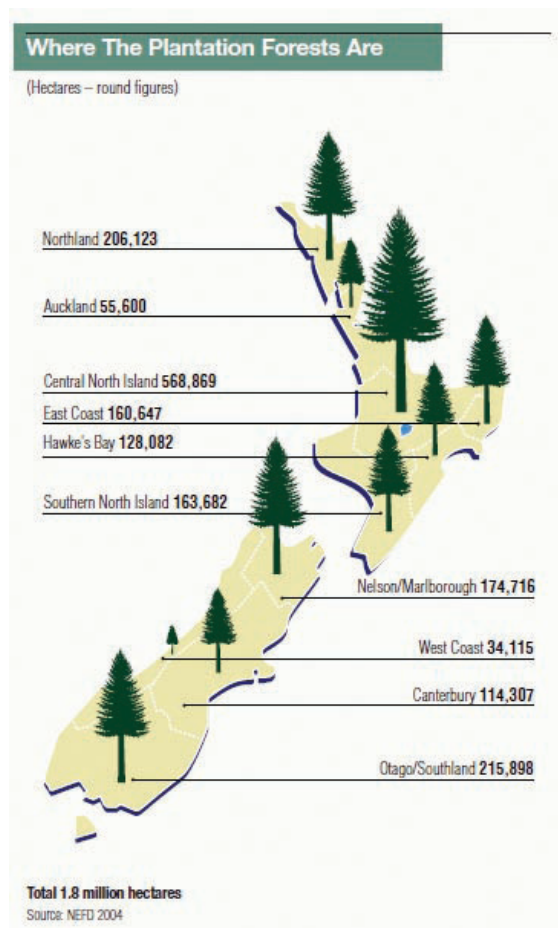 Where The Plantation Forests Are
(Hectares – round figures)
Northland 206,123
Auckland 55,600
Central North Island 568,869
East Coast 160,647
Hawke's Bay 128,082
Southern North Island 163,682
Nelson/Marlborough 174,716
West Coast 34,115
Canterbury 114,307
Otago/Southland 215,898
Total 1.8 million hectares
Source: NEFD 2004